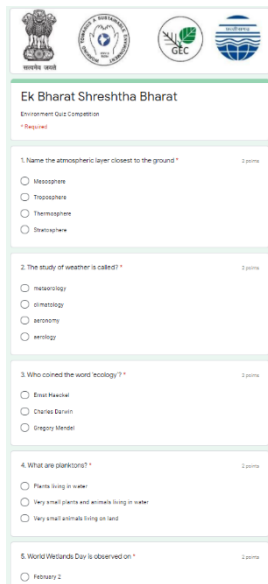 सत्यमेव जयते
GEC
Ek Bharat Shreshtha Bharat
Environment Quiz Competition
* Required
1. Name the atmospheric layer closest to the ground * 2 points
Mesosphere
Troposphere
Thermosphere
Stratosphere
2. The study of weather is called? * 2 points
meteorology
climatology
aeronomy
aerology
3. Who coined the word 'ecology'? * 2 points
Ernst Haeckel
Charles Darwin
Gregory Mendel
4. What are planktons? * 2 points
Plants living in water
Very small plants and animals living in water
Very small animals living on land
5. World Wetlands Day is observed on * 2 points
February 2